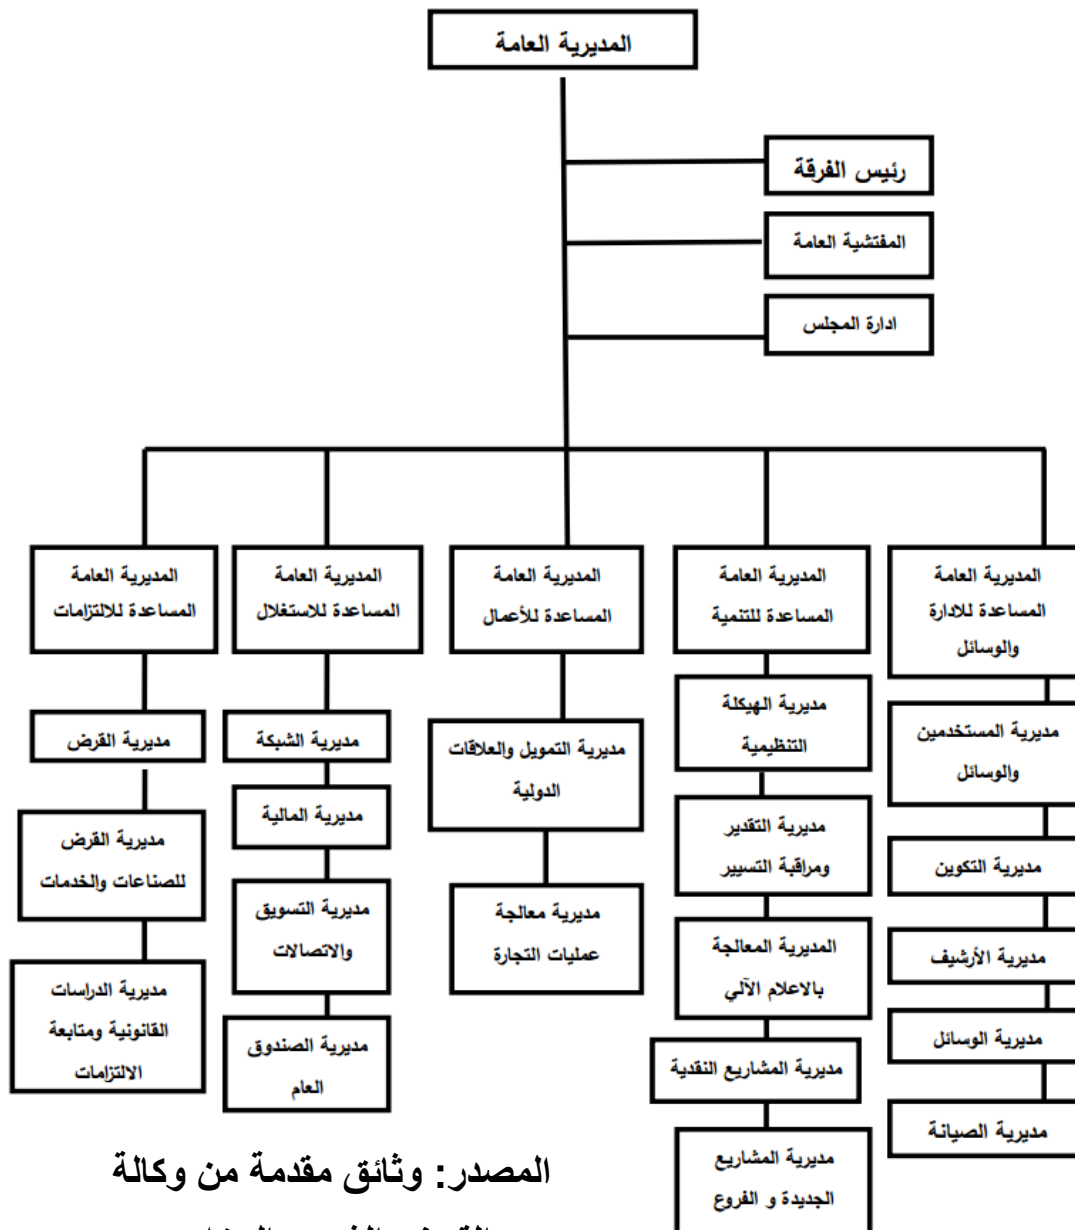 المديرية العامة
رئيس الفرقة
المفتشية العامة
ادارة المجلس
المديرية العامة
المساعدة للادارة
والوسائل
مديرية المستخدمين
والوسائل
مديرية التكوين
مديرية الأرشيف
مديرية الوسائل
مديرية الصيانة
المديرية العامة
المساعدة للتنمية
مديرية الهيكلة
التنظيمية
مديرية التقدير
ومراقبة التسيير
المديرية المعالجة
بالاعلام الآلي
مديرية المشاريع النقدية
مديرية المشاريع
الجديدة و الفروع
المديرية العامة
المساعدة للأعمال
مديرية التمويل والعلاقات
الدولية
مديرية معالجة
عمليات التجارة
المديرية العامة
المساعدة للاستغلال
مديرية الشبكة
مديرية المالية
مديرية التسويق
والاتصالات
مديرية الصندوق
العام
المديرية العامة
المساعدة للالتزامات
مديرية القرض
مديرية القرض
للصناعات والخدمات
مديرية الدراسات
القانونية ومتابعة
الالتزامات
المصدر: وثائق مقدمة من وكالة